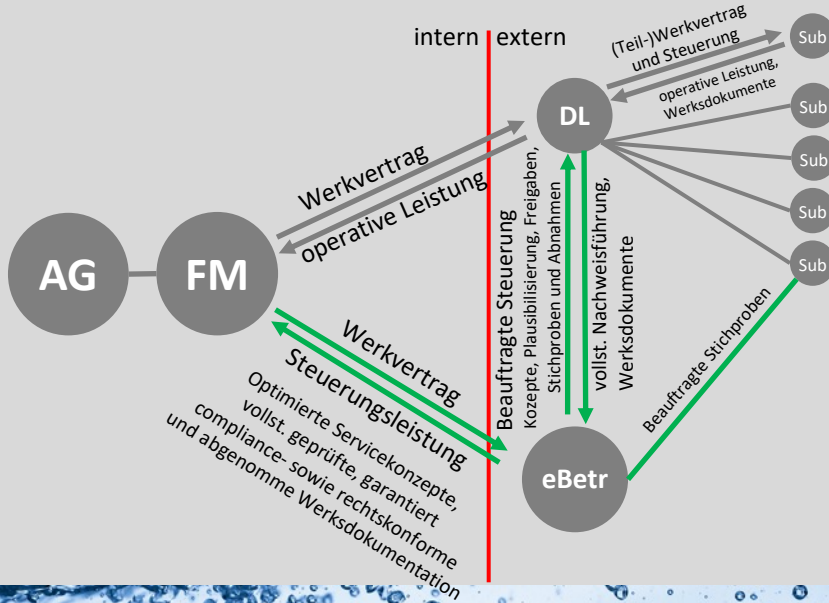 intern
extern
(Teil-)Werkvertrag
und Steuerung
operative Leistung,
Werksdokumente
Sub
Sub
Sub
Sub
Sub
DL
Werkvertrag
operative Leistung
AG
FM
Werkvertrag
Steuerungsleistung
Optimierte Servicekonzepte,
vollst. geprüfte, garantiert
compliance- sowie rechtskonforme
und abgenomme Werksdokumentation
Beauftragte Steuerung
Kozepte, Plausibilisierung, Freigaben,
Stichproben und Abnahmen
vollst. Nachweisführung,
Werksdokumente
Beauftragte Stichproben
eBetr